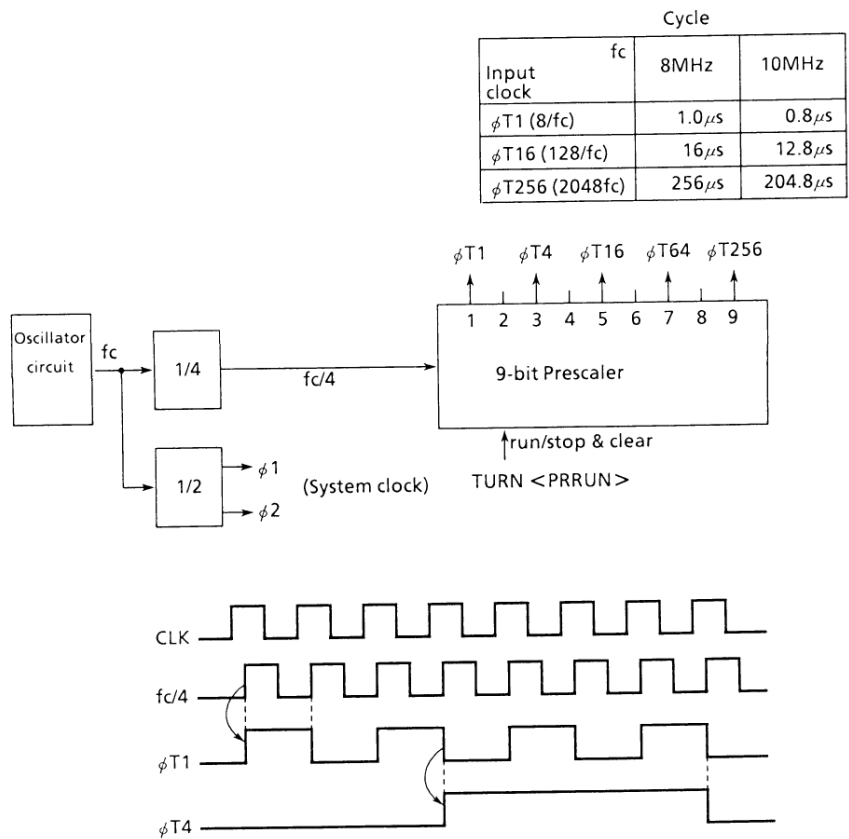 Cycle
fc
Input
clock
8MHz 10MHz
ϕT1 (8/fc) 1.0μs 0.8μs
ϕT16 (128/fc) 16μs 12.8μs
ϕT256 (2048fc) 256μs 204.8μs
ϕT1 ϕT4 ϕT16 ϕT64 ϕT256
1 2 3 4 5 6 7 8 9
Oscillator
circuit
fc
1/4
fc/4
9-bit Prescaler
run/stop & clear
TURN <PRRUN>
1/2
ϕ1
ϕ2
(System clock)
CLK
fc/4
ϕT1
ϕT4